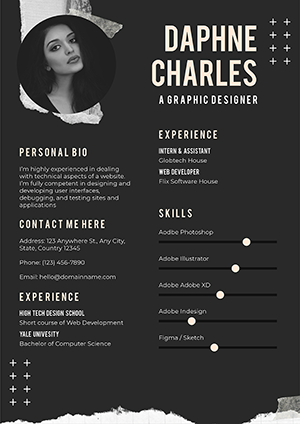 DAPHNE
CHARLES
A GRAPHIC DESIGNER
PERSONAL BIO
I'm highly experienced in dealing
with technical aspects of a website.
I'm fully competent in designing and
developing user interfaces,
debugging, and testing sites and
applications
CONTACT ME HERE
Address: 123 Anywhere St., Any City,
State, Country 12345
Phone: (123) 456-7890
Email: hello@domainname.com
EXPERIENCE
HIGH TECH DESIGN SCHOOL
Short course of Web Development
YALE UNIVESITY
Bachelor of Computer Science
EXPERIENCE
INTERN & ASSISTANT
Globtech House
WEB DEVELOPER
Flix Software House
SKILLS
Aodbe Photoshop
Adobe Illustrator
Adobe Adobe XD
Adobe Indesign
Figma / Sketch